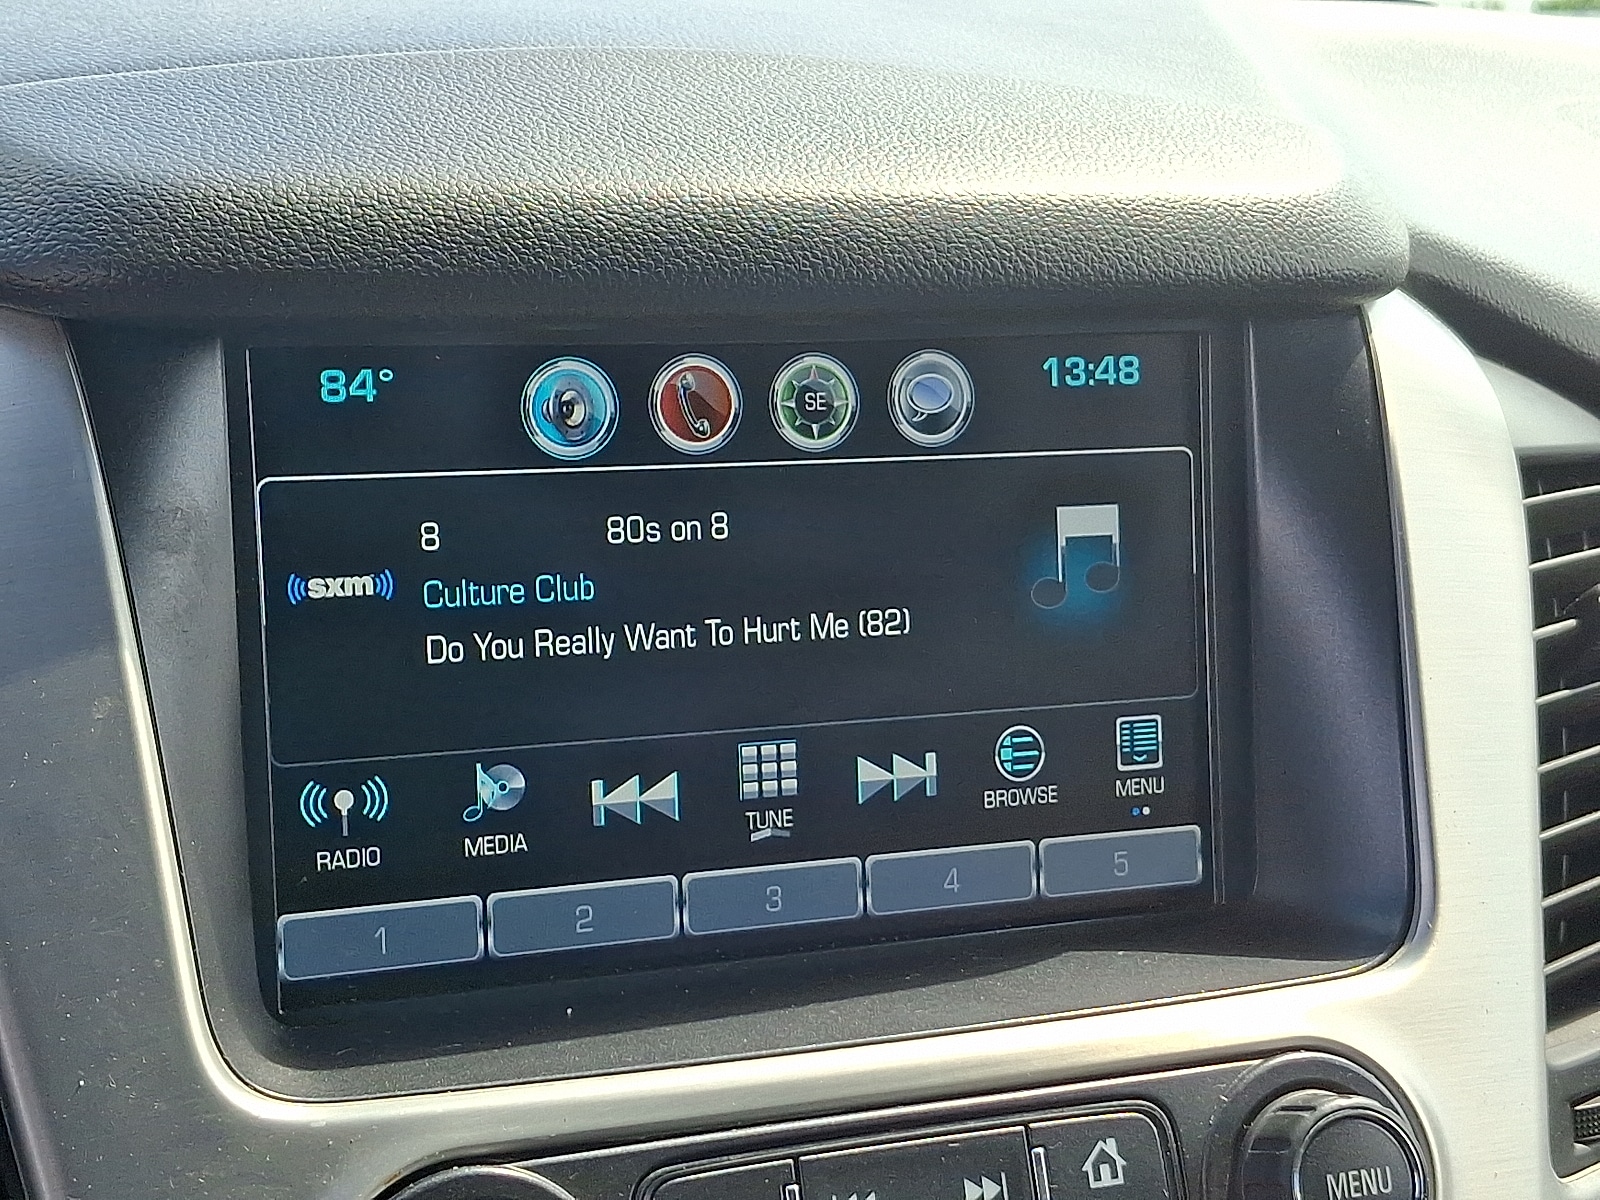 84°
SE
13:48
8 80s on 8
((sxm))
Culture Club
Do You Really Want To Hurt Me (82)
RADIO
MEDIA
TUNE
BROWSE
MENU
1
2
3
4
5
MENU